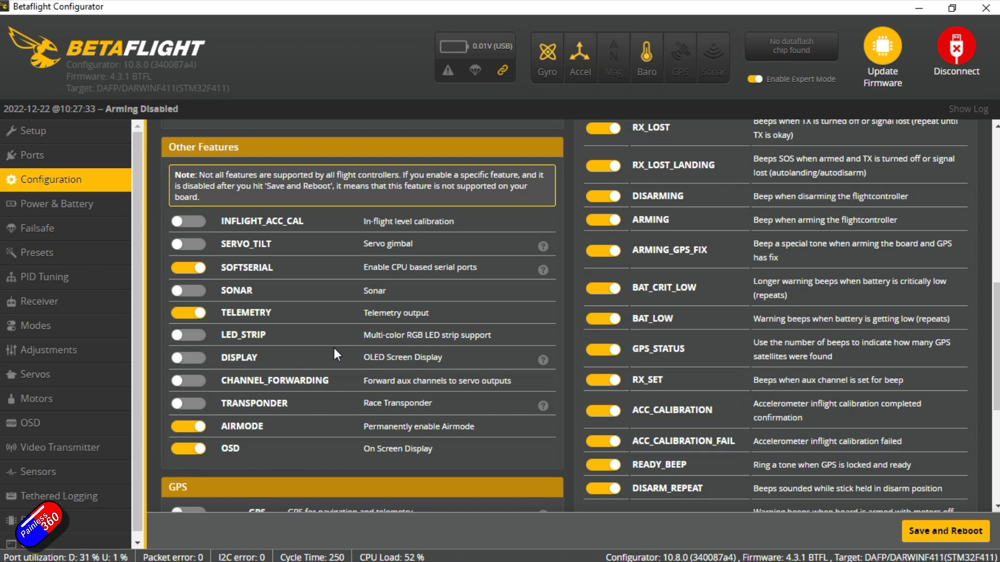 Betaflight Configurator
BETAFLIGHT
Configurator: 10.8.0 (340087a4)
Firmware: 4.3.1 BTFL
Target: DAFP/DARWINF411(STM32F411)
0.01V (USB)
Gyro
Accel
Mag
Baro
GPS
Sonar
No dataflash
chip found
Enable Expert Mode
Update
Firmware
Disconnect
2022-12-22 @10:27:33 – Arming Disabled
Show Log
Setup
Ports
Configuration
Power & Battery
Failsafe
Presets
PID Tuning
Receiver
Modes
Adjustments
Servos
Motors
OSD
Video Transmitter
Sensors
Tethered Logging
Painless
360
Other Features
Note: Not all features are supported by all flight controllers. If you enable a specific feature, and it
is disabled after you hit 'Save and Reboot', it means that this feature is not supported on your
board.
INFLIGHT_ACC_CAL In-flight level calibration
SERVO_TILT Servo gimbal ?
SOFTSERIAL Enable CPU based serial ports ?
SONAR Sonar
TELEMETRY Telemetry output
LED_STRIP Multi-color RGB LED strip support
DISPLAY OLED Screen Display ?
CHANNEL_FORWARDING Forward aux channels to servo outputs
TRANSPONDER Race Transponder ?
AIRMODE Permanently enable Airmode
OSD On Screen Display
GPS
GPS GPS for navigation and telemetry
RX_LOST Beeps when TX is turned off or signal lost (repeat until
TX is okay)
RX_LOST_LANDING Beeps SOS when armed and TX is turned off or signal
lost (autolanding/autodisarm)
DISARMING Beep when disarming the flightcontroller
ARMING Beep when arming the flightcontroller
ARMING_GPS_FIX Beep a special tone when arming the board and GPS
has fix
BAT_CRIT_LOW Longer warning beeps when battery is critically low
(repeats)
BAT_LOW Warning beeps when battery is getting low (repeats)
GPS_STATUS Use the number of beeps to indicate how many GPS
satellites were found
RX_SET Beeps when aux channel is set for beep
ACC_CALIBRATION Accelerometer inflight calibration completed
confirmation
ACC_CALIBRATION_FAIL Accelerometer inflight calibration failed
READY_BEEP Ring a tone when GPS is locked and ready
DISARM_REPEAT Beeps sounded while stick held in disarm position
Warning beeps when board is armed with motors off
Save and Reboot
Port utilization: D: 31 % U: 1 %
Packet error: 0
I2C error: 0
Cycle Time: 250
CPU Load: 52 %
Configurator: 10.8.0 (340087a4) , Firmware: 4.3.1 BTFL , Target: DAFP/DARWINF411(STM32F411)